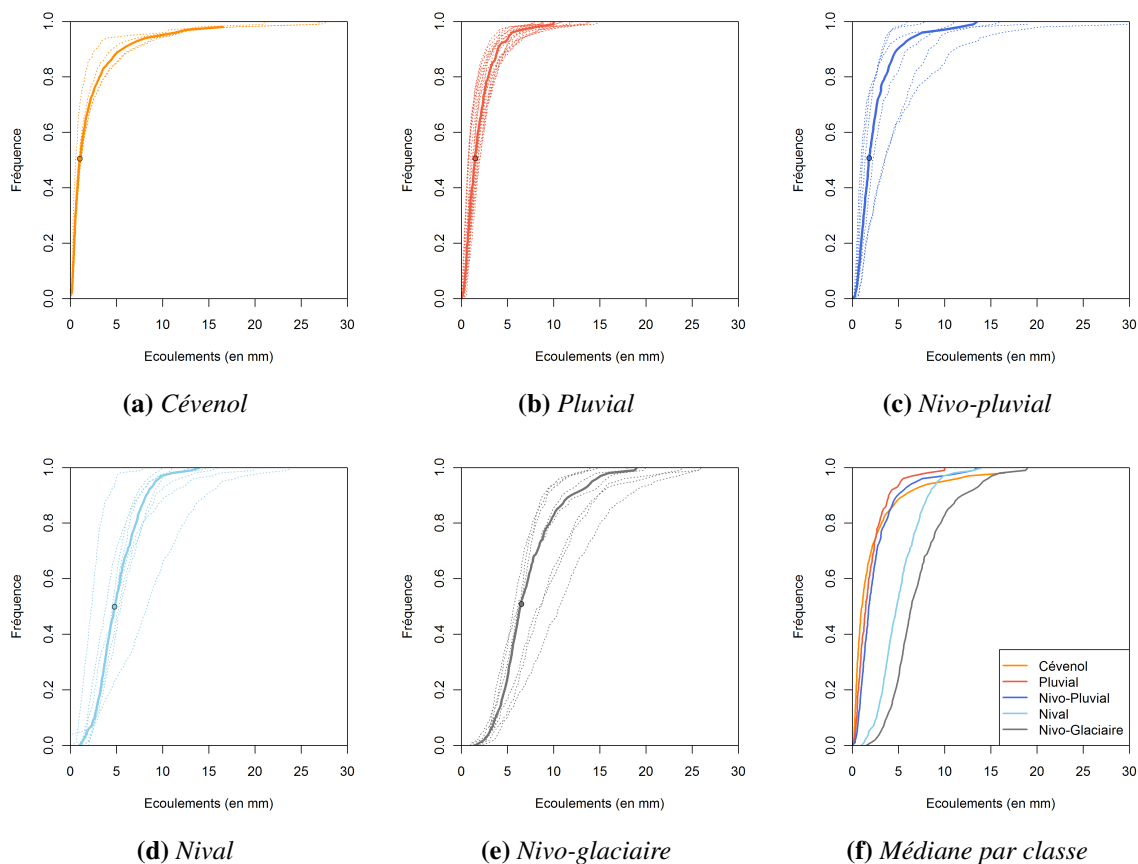 Fréquence
1.0
0.8
0.6
0.4
0.2
0.0
0 5 10 15 20 25 30
Ecoulements (en mm)
(a) Cévenol
Fréquence
1.0
0.8
0.6
0.4
0.2
0.0
0 5 10 15 20 25 30
Ecoulements (en mm)
(b) Pluvial
Fréquence
1.0
0.8
0.6
0.4
0.2
0.0
0 5 10 15 20 25 30
Ecoulements (en mm)
(c) Nivo-pluvial
Fréquence
1.0
0.8
0.6
0.4
0.2
0.0
0 5 10 15 20 25 30
Ecoulements (en mm)
(d) Nival
Fréquence
1.0
0.8
0.6
0.4
0.2
0.0
0 5 10 15 20 25 30
Ecoulements (en mm)
(e) Nivo-glaciaire
Fréquence
1.0
0.8
0.6
0.4
0.2
0.0
Cévenol
Pluvial
Nivo-Pluvial
Nival
Nivo-Glaciaire
0 5 10 15 20 25 30
Ecoulements (en mm)
(f) Médiane par classe